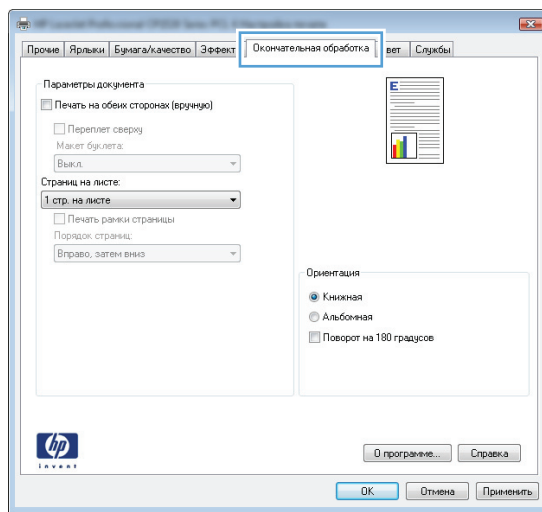 Прочие Ярлыки Бумага/качество Эффект Окончательная обработка вет Службы
Параметры документа
Печать на обеих сторонах (вручную)
Переплет сверху
Макет буклета:
Выкл.
Страниц на листе:
1 стр. на листе
Печать рамки страницы
Порядок страниц:
Вправо, затем вниз
E
Ориентация
Книжная
Альбомная
Поворот на 180 градусов
hp
invent
О программе... Справка
OK Отмена Применить